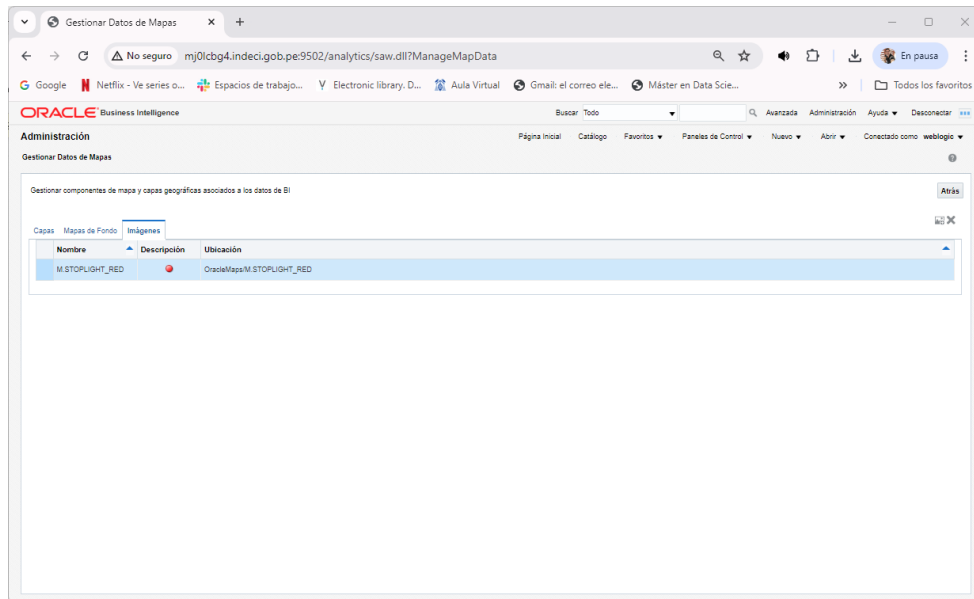 Gestionar Datos de Mapas
No seguro mj0lcbg4.indeci.gob.pe:9502/analytics/saw.dll?ManageMapData En pausa
Google Netflix - Ve series o... Espacios de trabajo... Electronic library. D... Aula Virtual Gmail: el correo ele... Máster en Data Scie... » Todos los favoritos
ORACLE Business Intelligence Buscar Todo Avanzada Administración Ayuda Desconectar
Administración Página Inicial Catálogo Favoritos Paneles de Control Nuevo Abrir Conectado como weblogic
Gestionar Datos de Mapas
Gestionar componentes de mapa y capas geográficas asociados a los datos de BI Atrás
Capas Mapas de Fondo Imágenes
Nombre Descripción Ubicación
M.STOPLIGHT_RED OracleMaps/M.STOPLIGHT_RED